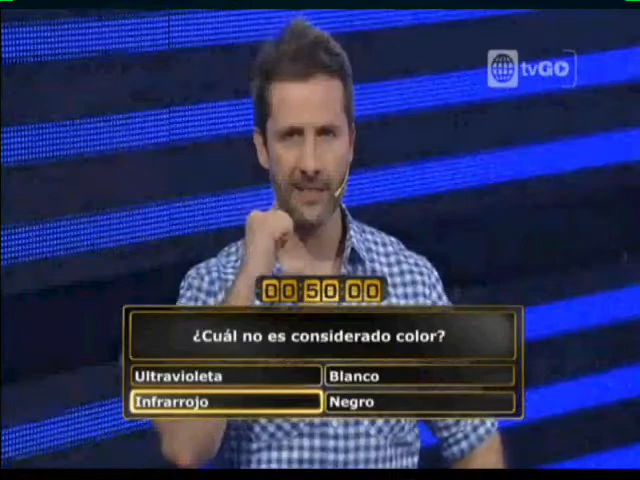 tvGO
00:50:00
¿Cuál no es considerado color?
Ultravioleta
Blanco
Infrarrojo
Negro